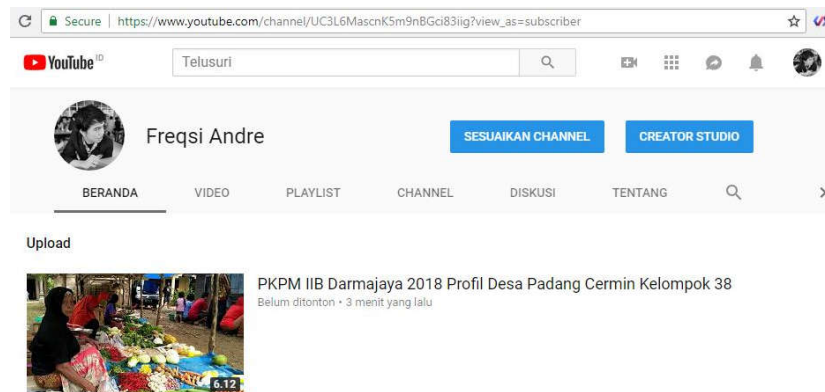 Secure | https://www.youtube.com/channel/UC3L6MascnK5m9nBGci83iig?view_as=subscriber
YouTube ID Telusuri
Freqsi Andre SESUAIKAN CHANNEL CREATOR STUDIO
BERANDA VIDEO PLAYLIST CHANNEL DISKUSI TENTANG
Upload
PKPM IIB Darmajaya 2018 Profil Desa Padang Cermin Kelompok 38
Belum ditonton • 3 menit yang lalu
6.12